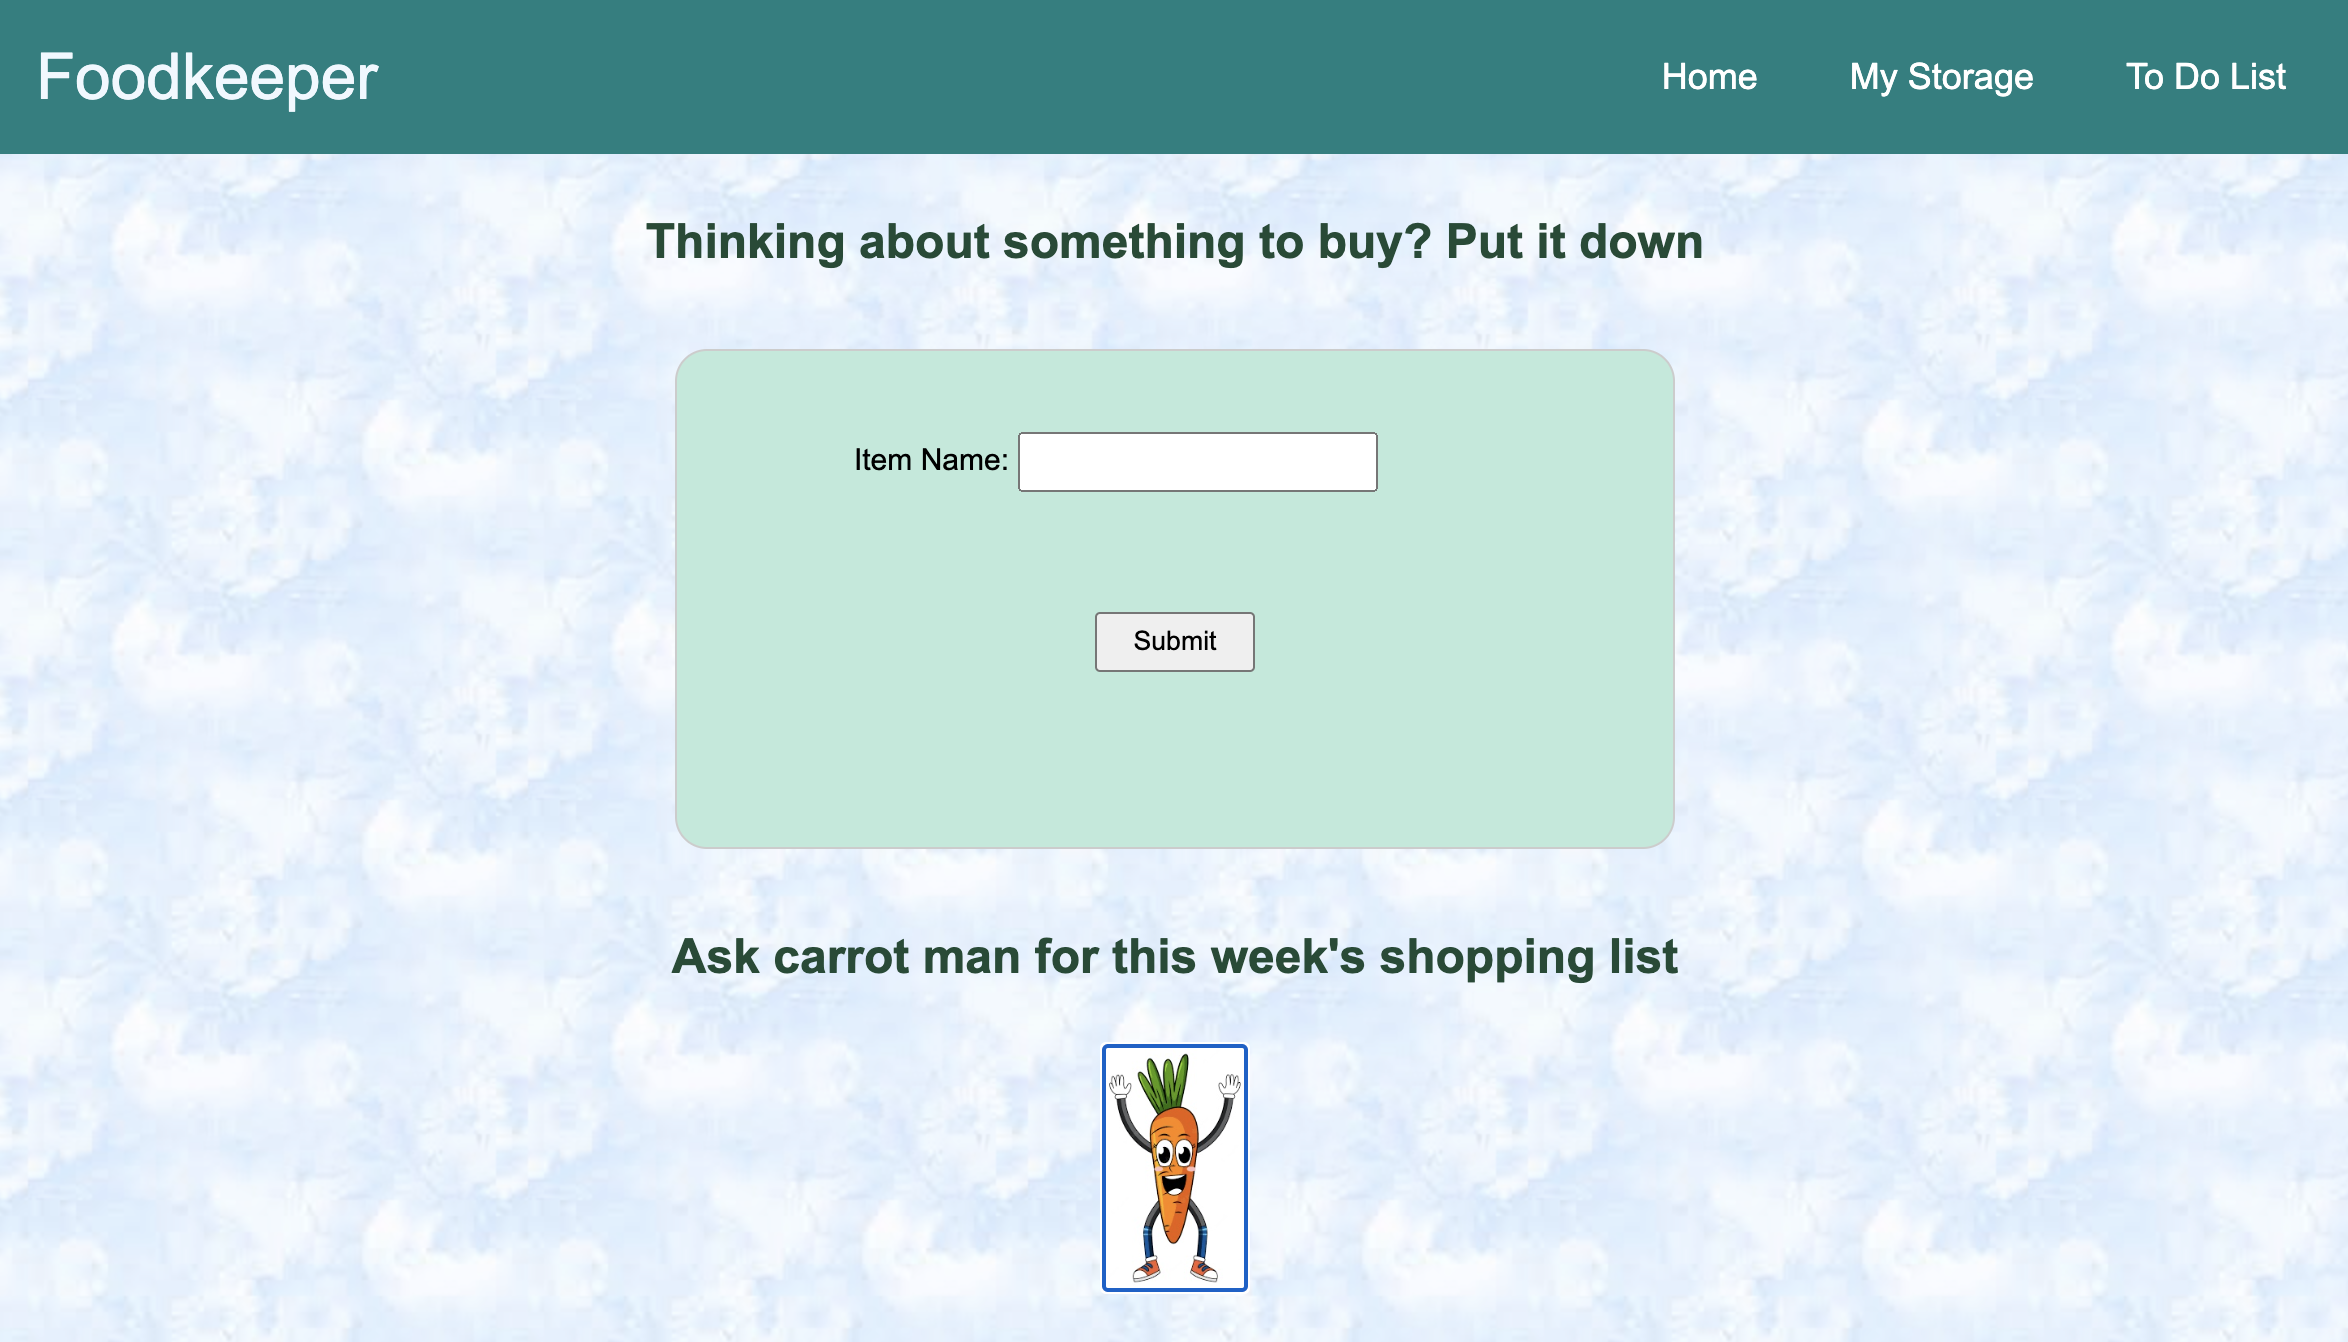 Foodkeeper
Home
My Storage
To Do List
Thinking about something to buy? Put it down
Item Name:
Submit
Ask carrot man for this week's shopping list